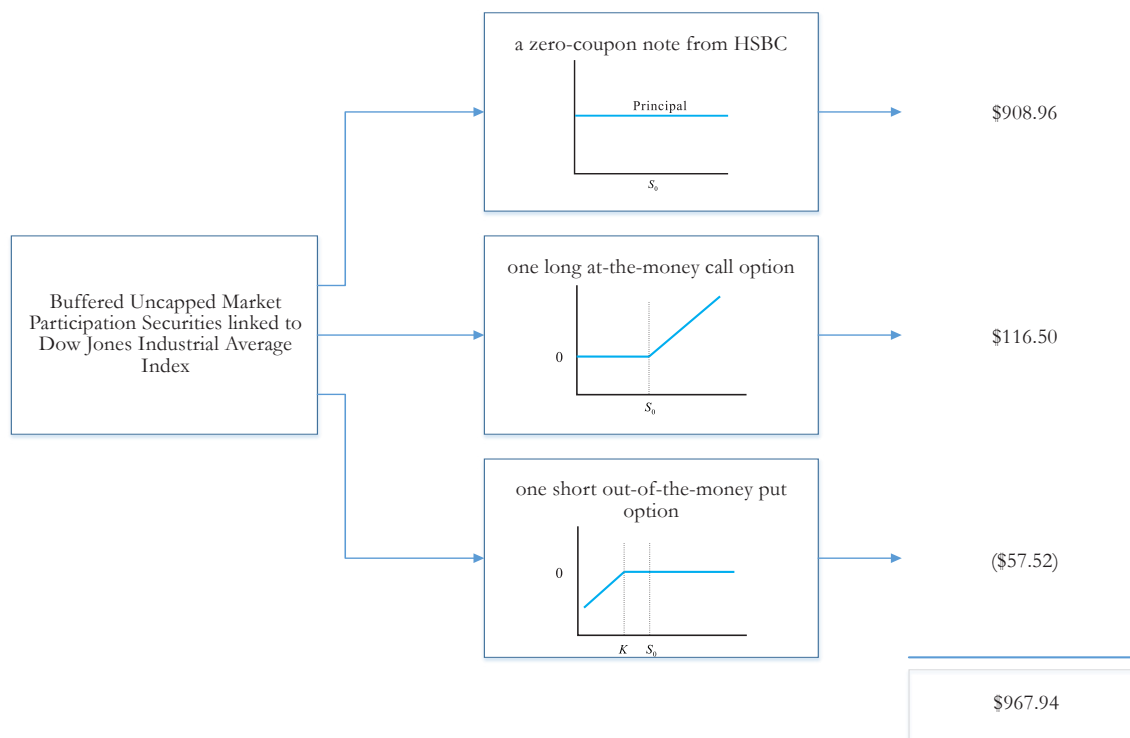 a zero-coupon note from HSBC
Principal
S₀
$908.96
Buffered Uncapped Market
Participation Securities linked to
Dow Jones Industrial Average
Index
one long at-the-money call option
0
S₀
$116.50
one short out-of-the-money put
option
0
K S₀
($57.52)
$967.94